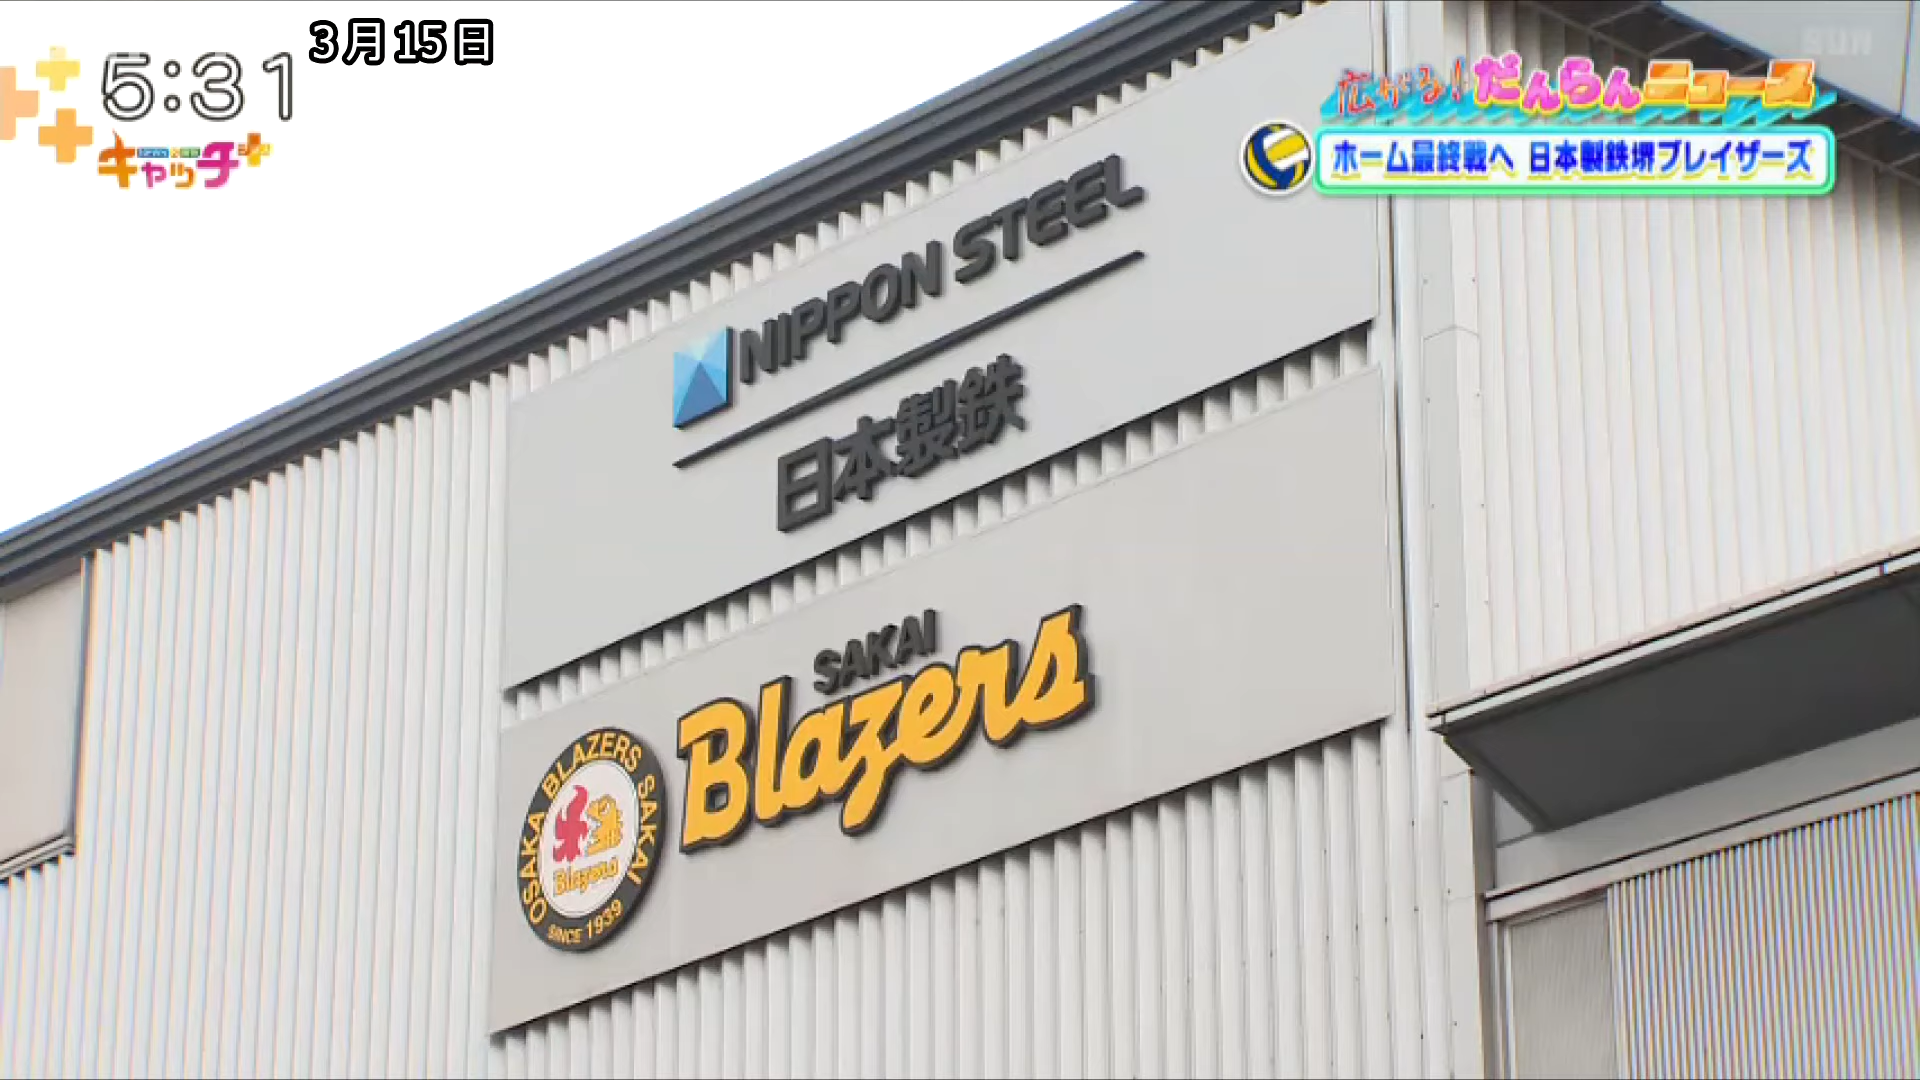 3月15日
5:31
キャッチ+
SUN
広がる！だんらんニュース
ホーム最終戦へ 日本製鉄堺ブレイザーズ
NIPPON STEEL
日本製鉄
SAKAI
Blazers
OSAKA BLAZERS SAKAI
Blazers
SINCE 1939